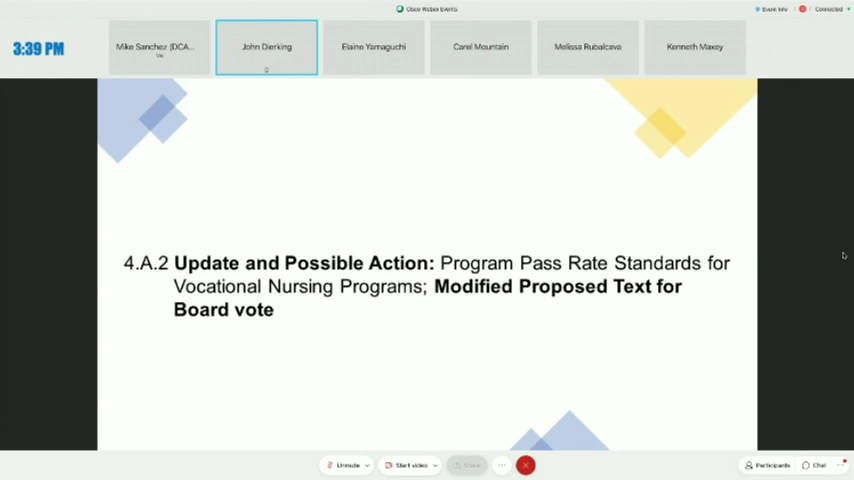 Cisco Webex Events
Event Info
Connected
3:39 PM
Mike Sanchez (DCA...
Me
John Dierking
Elaine Yamaguchi
Carel Mountain
Melissa Rubalcava
Kenneth Maxey
4.A.2 Update and Possible Action: Program Pass Rate Standards for
Vocational Nursing Programs; Modified Proposed Text for
Board vote
Unmute
Start video
Share
Participants
Chat